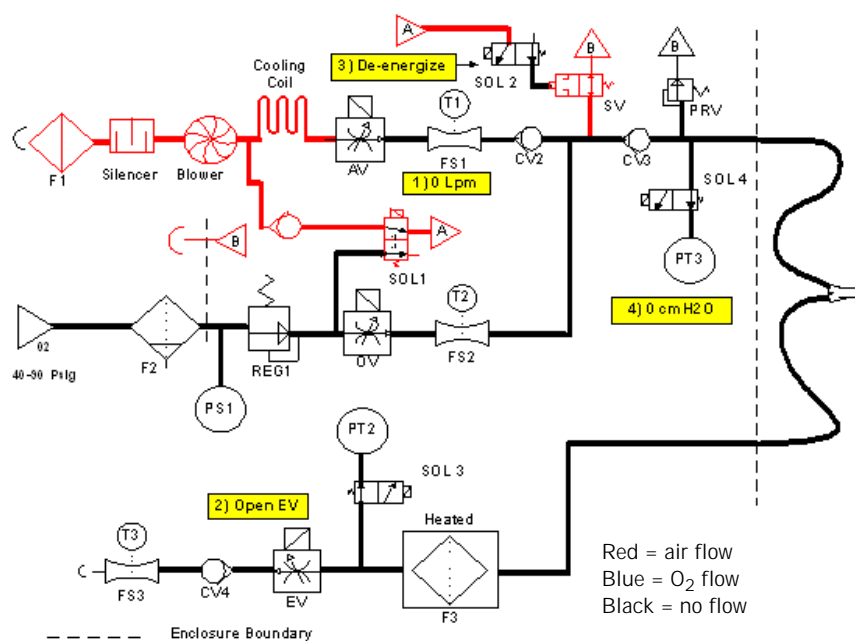 A
B
B
3) De-energize
SOL 2
Cooling
Coil
SV
PRV
T1
F1
Silencer
Blower
AV
FS1
CV2
CV3
1) 0 Lpm
SOL 4
A
B
SOL1
PT3
T2
4) 0 cm H2O
02
F2
REG1
OV
FS2
40-90 Psig
PS1
PT2
SOL 3
2) Open EV
Heated
T3
FS3
CV4
EV
F3
Red = air flow
Blue = O2 flow
Black = no flow
Enclosure Boundary